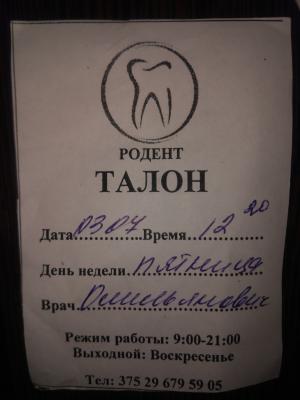 РОДЕНТ
ТАЛОН
Дата 03.07 Время 12 20
День недели пятница
Врач Омильянович
Режим работы: 9:00-21:00
Выходной: Воскресенье
Тел: 375 29 679 59 05